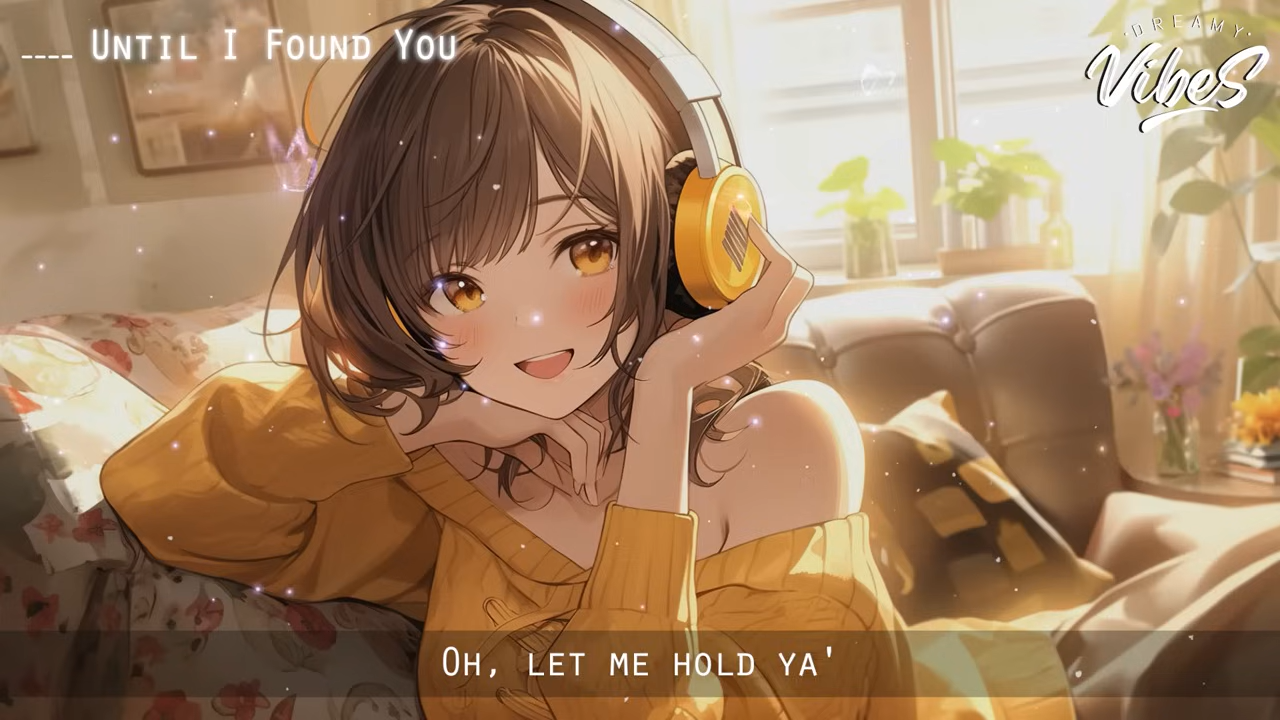 ____ Until I Found You
·DREAMY·
Vibes
Oh, let me hold ya'